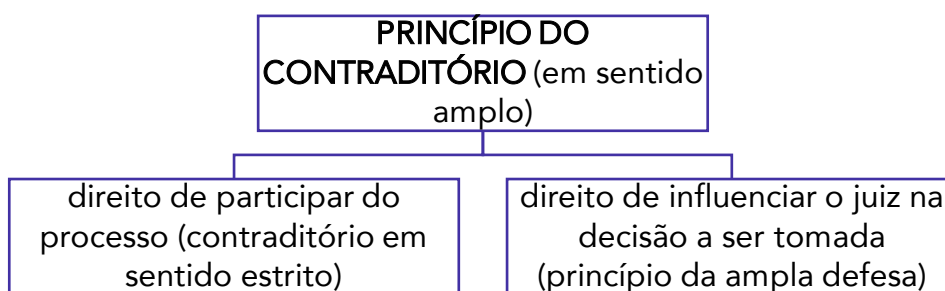 PRINCÍPIO DO
CONTRADITÓRIO (em sentido
amplo)
direito de participar do
processo (contraditório em
sentido estrito)
direito de influenciar o juiz na
decisão a ser tomada
(princípio da ampla defesa)